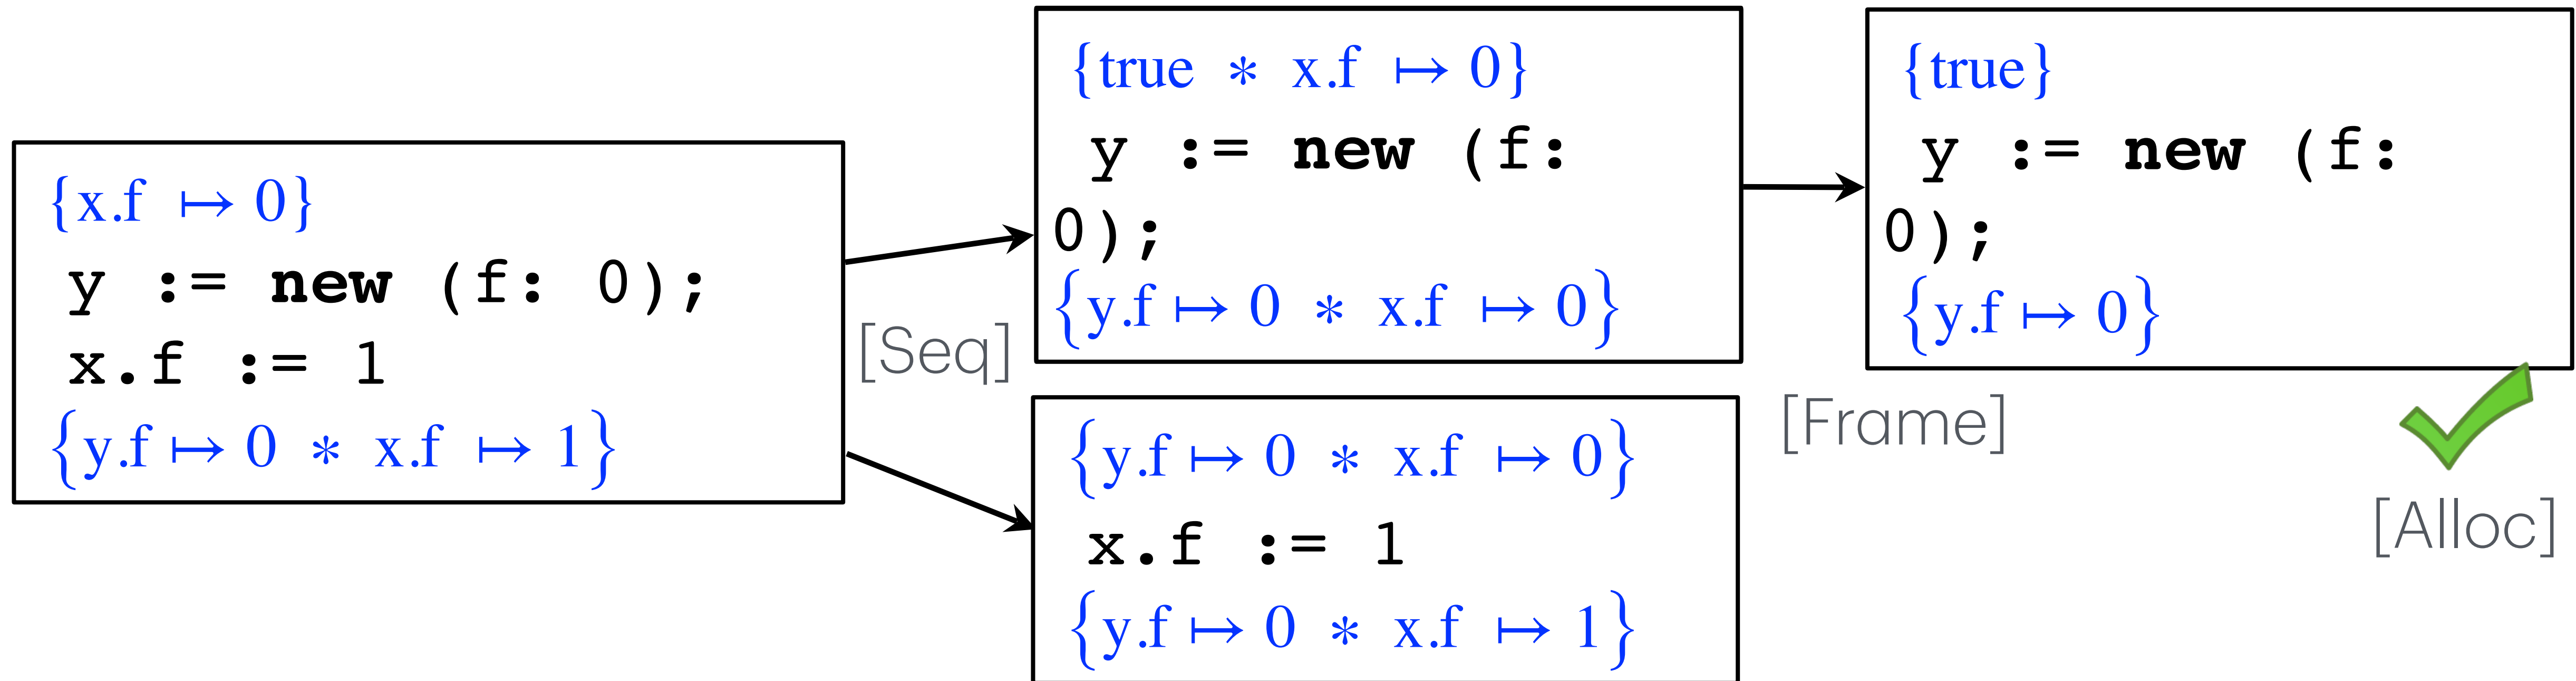 {x.f ↦ 0}
y := new (f: 0);
x.f := 1
{y.f ↦ 0 * x.f ↦ 1}
[Seq]
{true * x.f ↦ 0}
y := new (f:
0);
{y.f ↦ 0 * x.f ↦ 0}
{y.f ↦ 0 * x.f ↦ 0}
x.f := 1
{y.f ↦ 0 * x.f ↦ 1}
[Frame]
{true}
y := new (f:
0);
{y.f ↦ 0}
[Alloc]